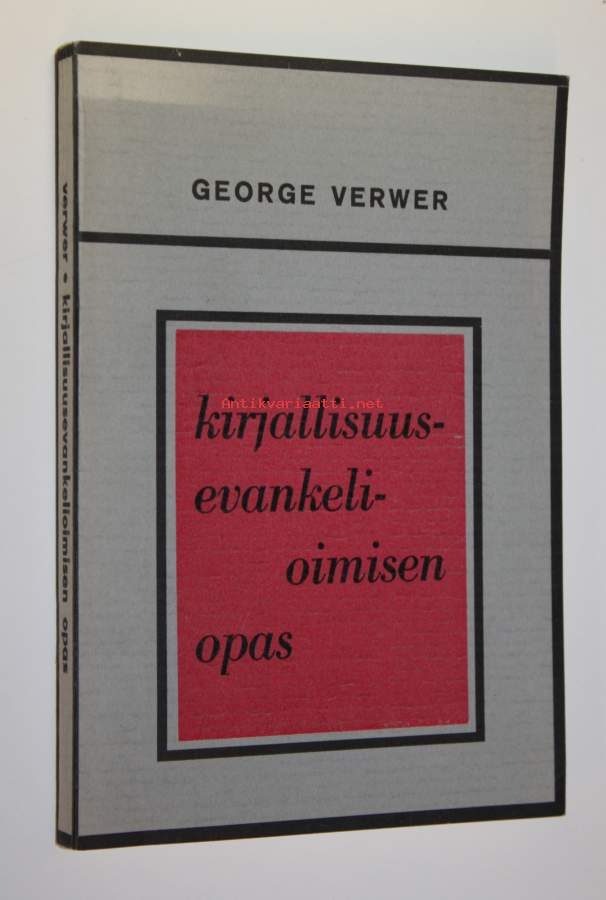 GEORGE VERWER
kirjallisuus-
Antikvariaatti.net
evankeli-
oimisen
opas
verwer • kirjallisuusevankelioimisen opas